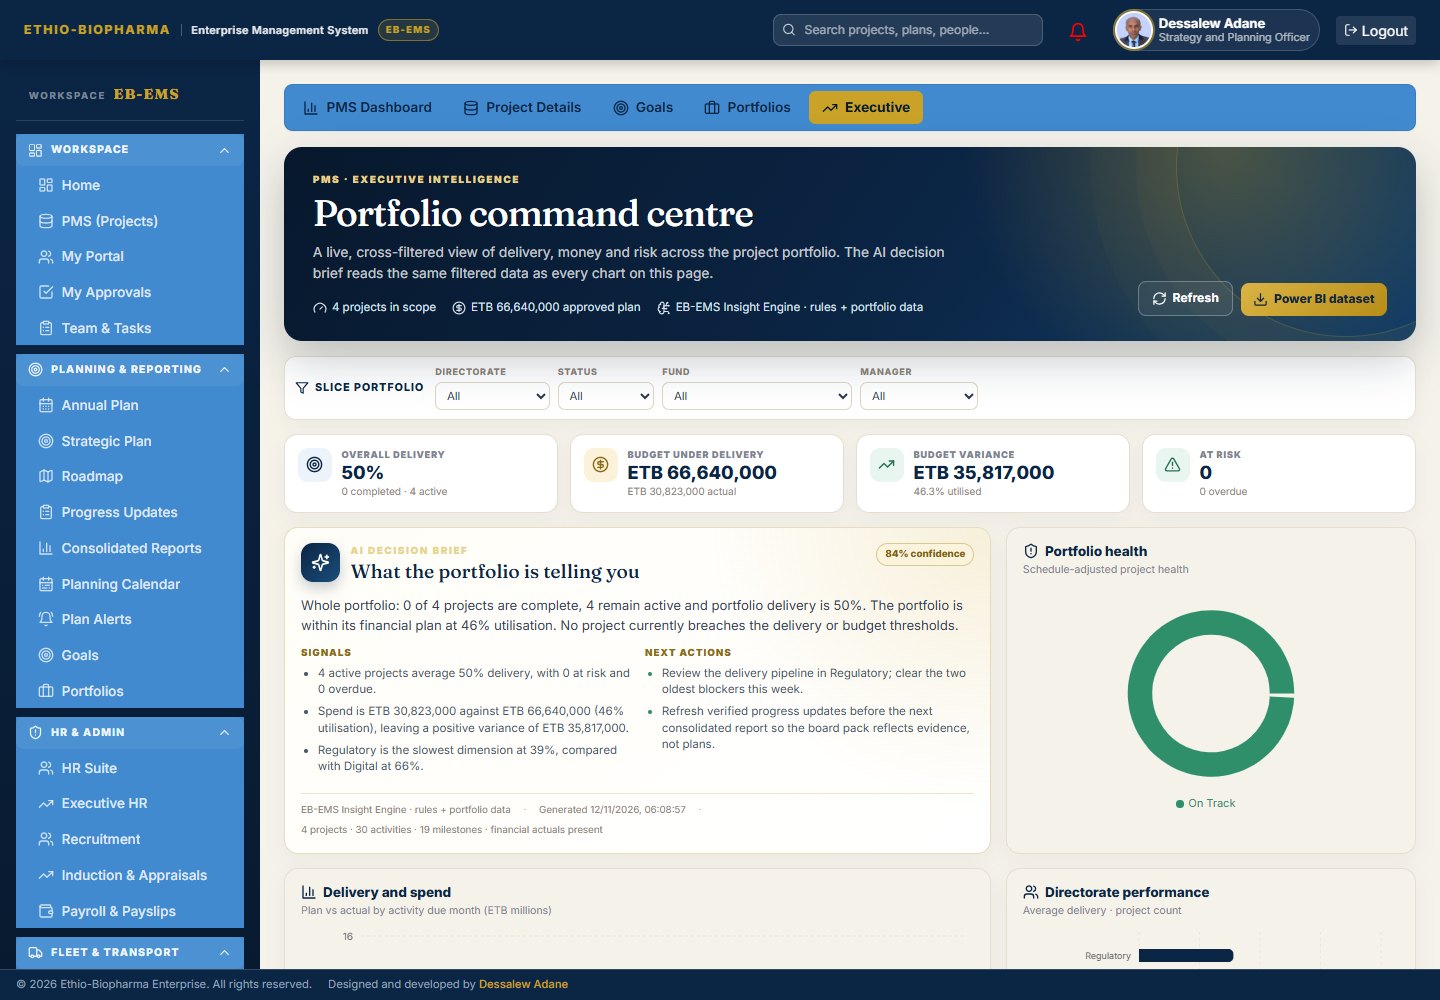 ETHIO-BIOPHARMA
Enterprise Management System
EB-EMS
Search projects, plans, people...
Dessalew Adane
Strategy and Planning Officer
Logout
WORKSPACE EB-EMS
WORKSPACE
Home
PMS (Projects)
My Portal
My Approvals
Team & Tasks
PLANNING & REPORTING
Annual Plan
Strategic Plan
Roadmap
Progress Updates
Consolidated Reports
Planning Calendar
Plan Alerts
Goals
Portfolios
HR & ADMIN
HR Suite
Executive HR
Recruitment
Induction & Appraisals
Payroll & Payslips
FLEET & TRANSPORT
PMS Dashboard
Project Details
Goals
Portfolios
Executive
PMS · EXECUTIVE INTELLIGENCE
Portfolio command centre
A live, cross-filtered view of delivery, money and risk across the project portfolio. The AI decision
brief reads the same filtered data as every chart on this page.
4 projects in scope
ETB 66,640,000 approved plan
EB-EMS Insight Engine · rules + portfolio data
Refresh
Power BI dataset
SLICE PORTFOLIO
DIRECTORATE
All
STATUS
All
FUND
All
MANAGER
All
OVERALL DELIVERY
50%
0 completed · 4 active
BUDGET UNDER DELIVERY
ETB 66,640,000
ETB 30,823,000 actual
BUDGET VARIANCE
ETB 35,817,000
46.3% utilised
AT RISK
0
0 overdue
AI DECISION BRIEF
What the portfolio is telling you
84% confidence
Whole portfolio: 0 of 4 projects are complete, 4 remain active and portfolio delivery is 50%. The portfolio is
within its financial plan at 46% utilisation. No project currently breaches the delivery or budget thresholds.
SIGNALS
• 4 active projects average 50% delivery, with 0 at risk and
0 overdue.
• Spend is ETB 30,823,000 against ETB 66,640,000 (46%
utilisation), leaving a positive variance of ETB 35,817,000.
• Regulatory is the slowest dimension at 39%, compared
with Digital at 66%.
NEXT ACTIONS
• Review the delivery pipeline in Regulatory; clear the two
oldest blockers this week.
• Refresh verified progress updates before the next
consolidated report so the board pack reflects evidence,
not plans.
EB-EMS Insight Engine · rules + portfolio data · Generated 12/11/2026, 06:08:57 ·
4 projects · 30 activities · 19 milestones · financial actuals present
Portfolio health
Schedule-adjusted project health
On Track
Delivery and spend
Plan vs actual by activity due month (ETB millions)
16
Directorate performance
Average delivery · project count
Regulatory
© 2026 Ethio-Biopharma Enterprise. All rights reserved.
Designed and developed by Dessalew Adane